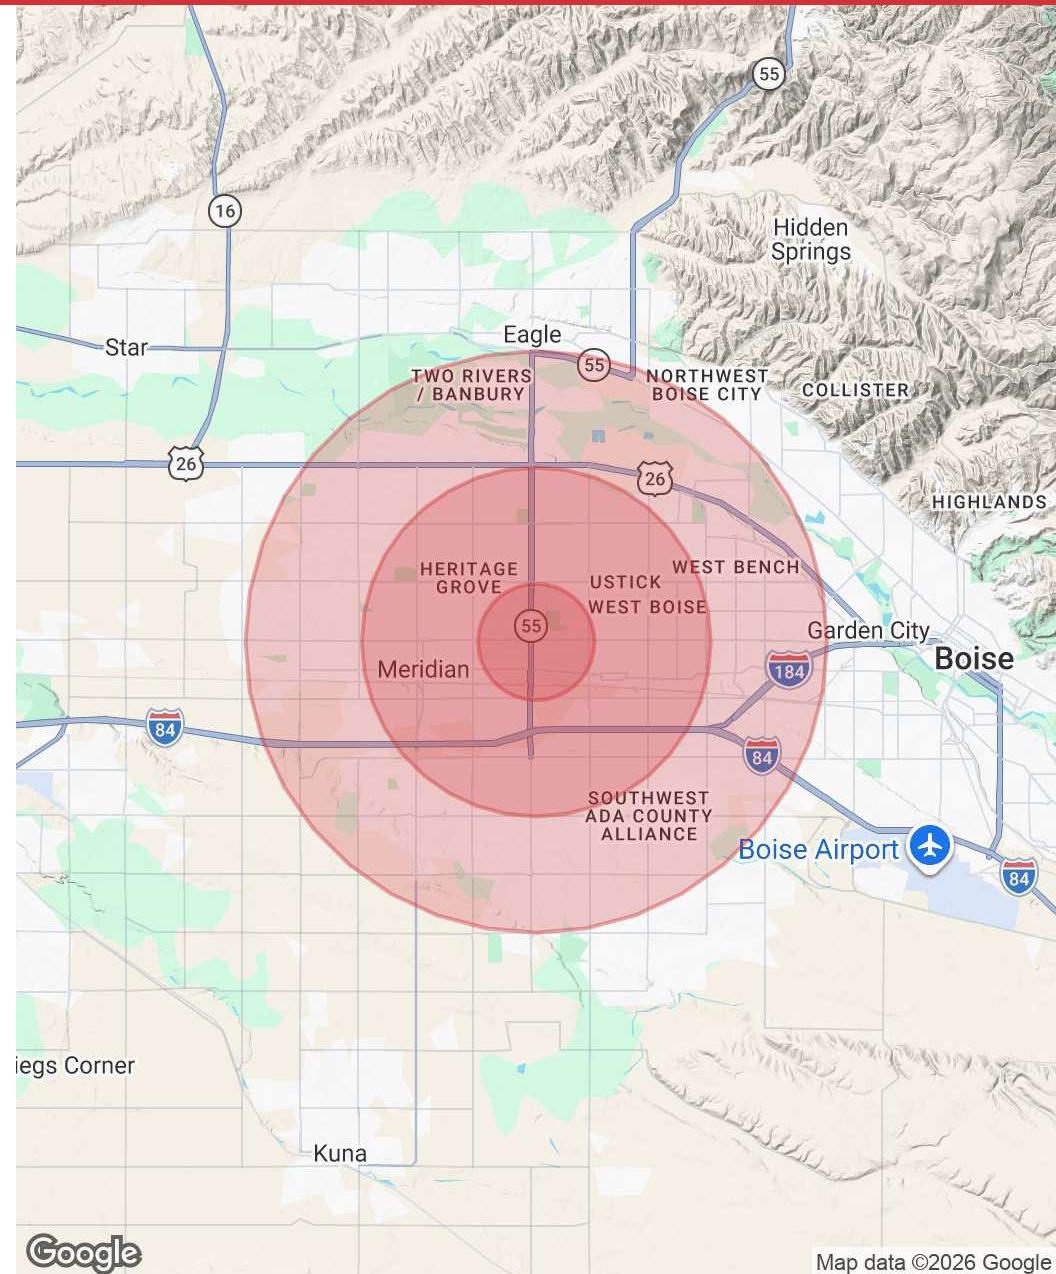 55
16
Hidden
Springs
Eagle
Star
55
TWO RIVERS
/ BANBURY
NORTHWEST
BOISE CITY
COLLISTER
26
26
HIGHLANDS
HERITAGE
GROVE
WEST BENCH
USTICK
WEST BOISE
55
Garden City
Boise
Meridian
184
84
84
SOUTHWEST
ADA COUNTY
ALLIANCE
Boise Airport
84
iegs Corner
Kuna
Google
Map data ©2026 Google